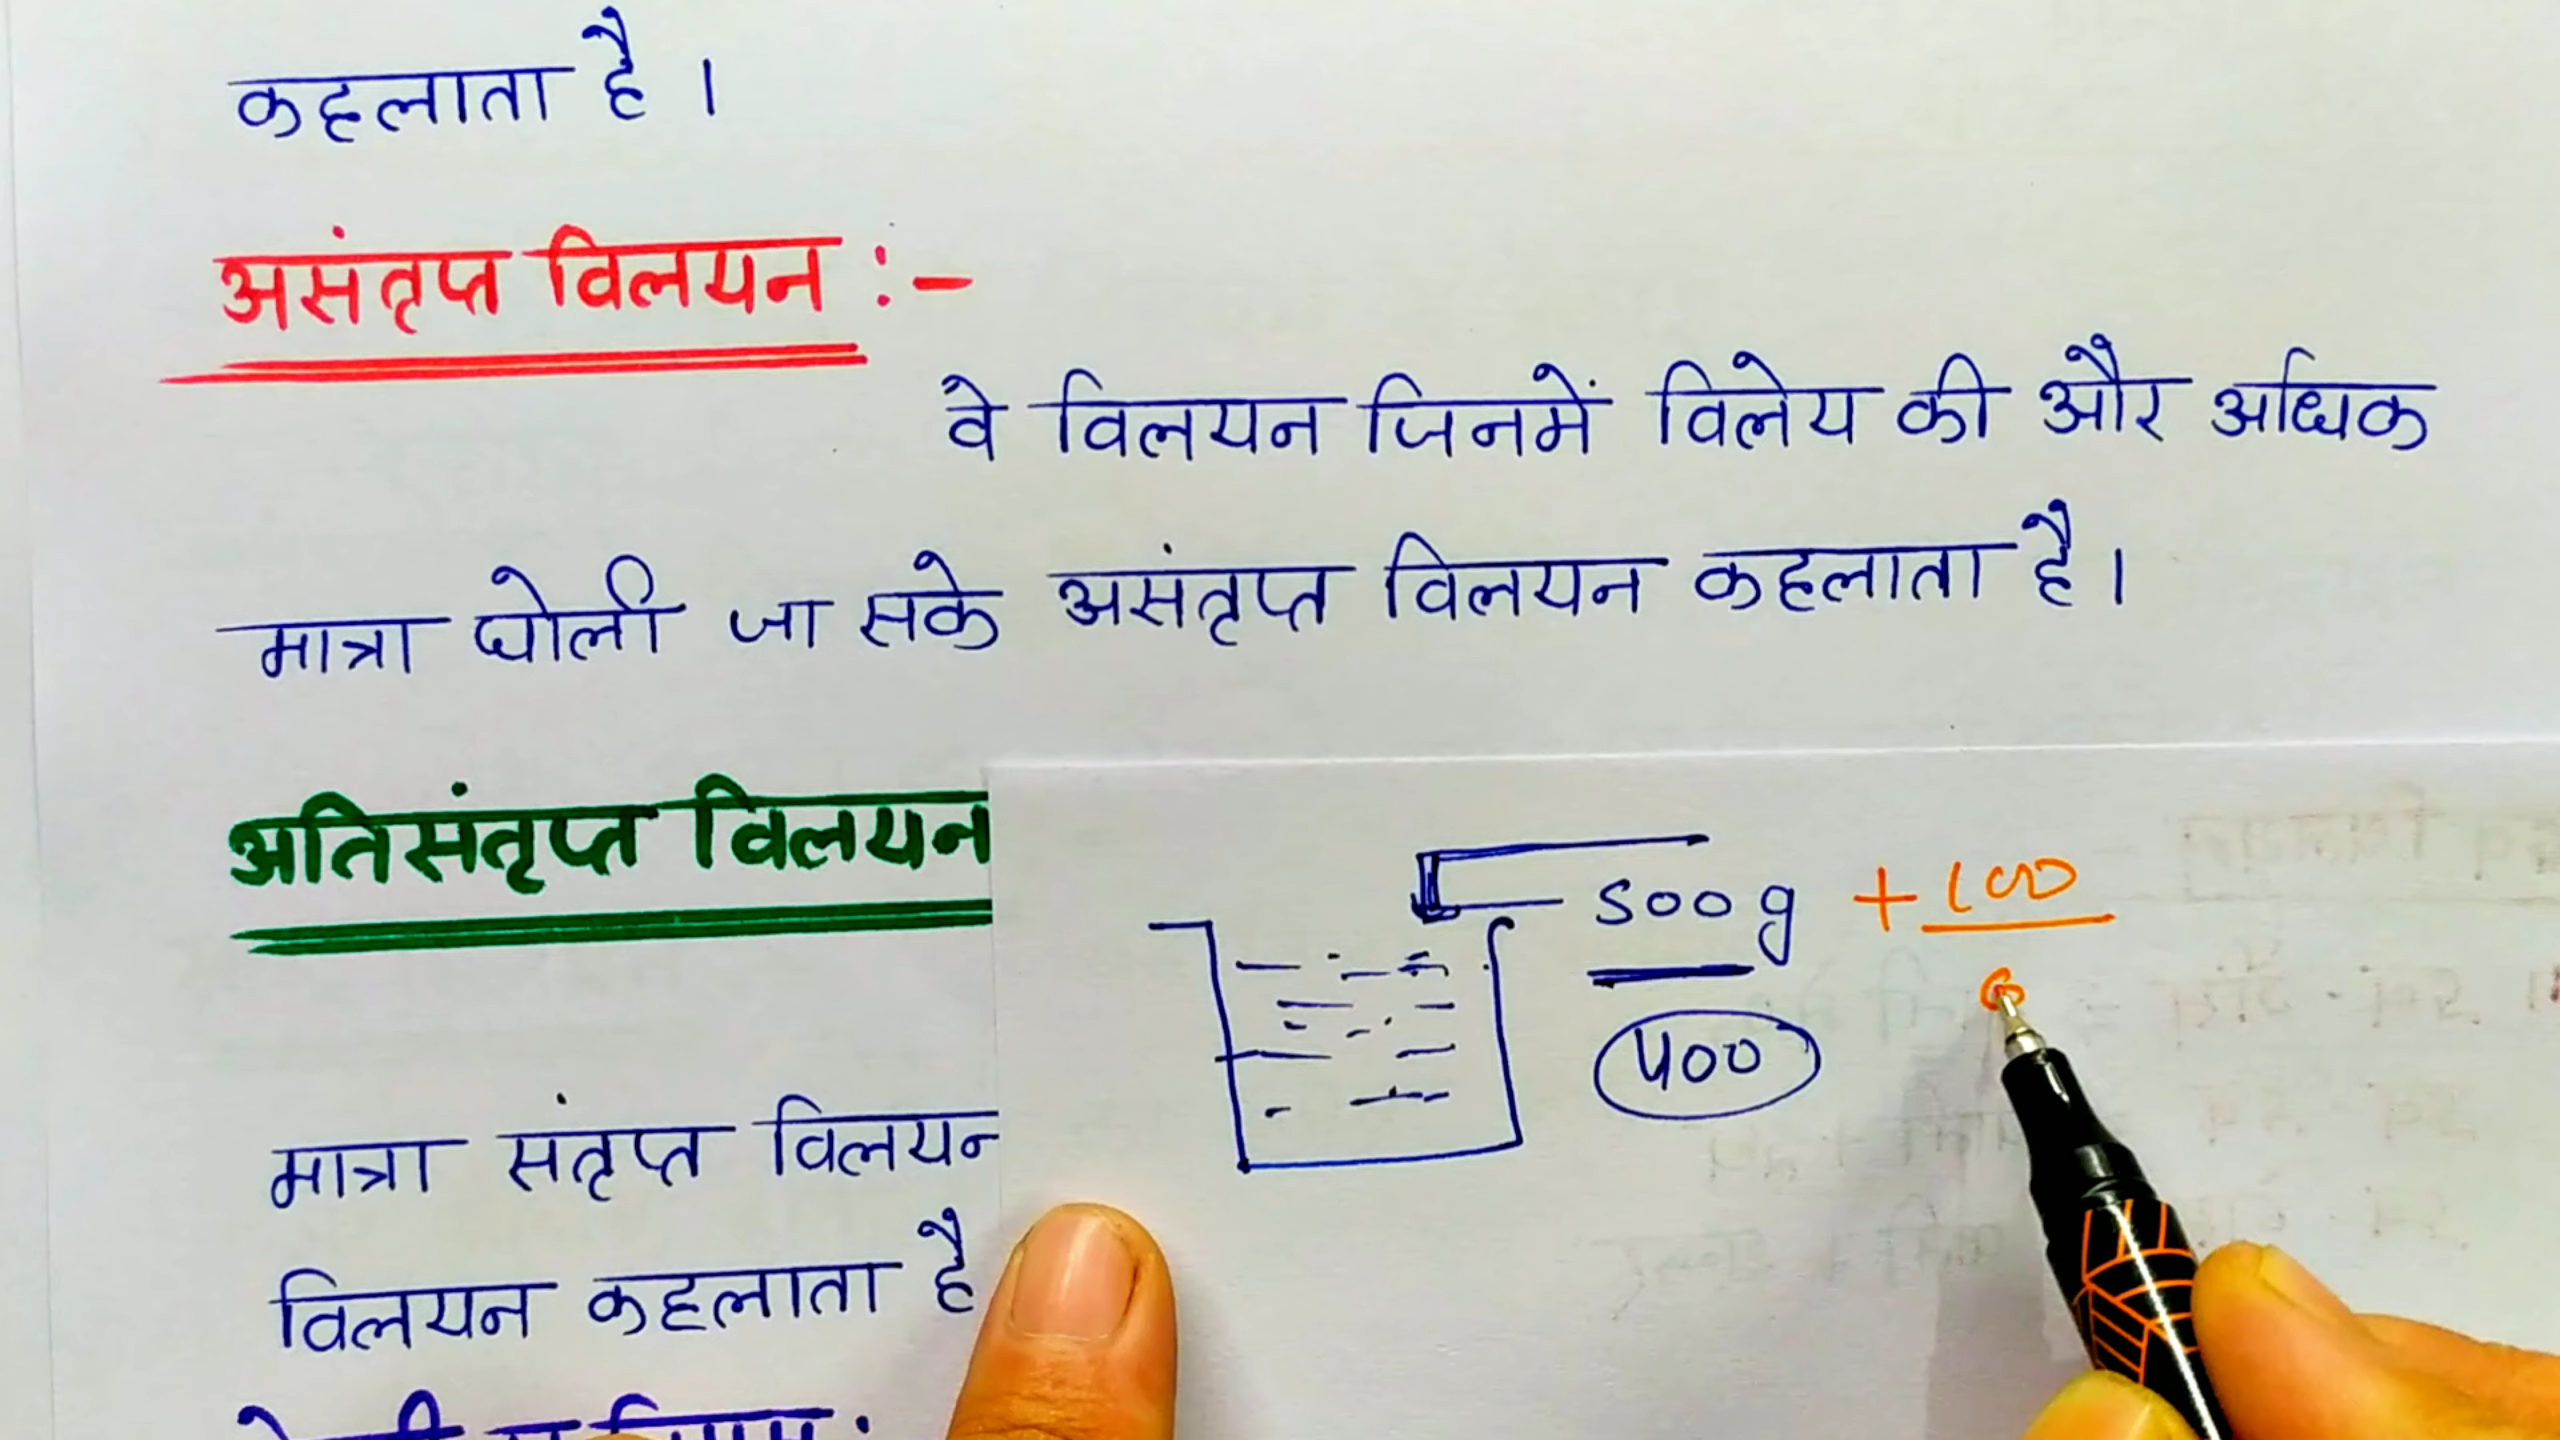 कहलाता है।
असंतृप्त विलयन :-
वे विलयन जिनमें विलेय की और अधिक
मात्रा घोली जा सके असंतृप्त विलयन कहलाता है।
अतिसंतृप्त विलयन
500g + 100
400
मात्रा संतृप्त विलयन
विलयन कहलाता है